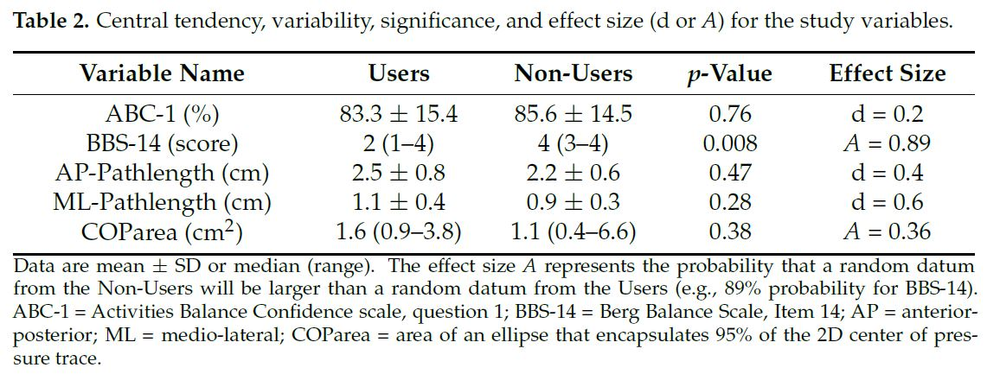 Table 2. Central tendency, variability, significance, and effect size (d or A) for the study variables.
Variable Name Users Non-Users p-Value Effect Size
ABC-1 (%) 83.3 ± 15.4 85.6 ± 14.5 0.76 d = 0.2
BBS-14 (score) 2 (1–4) 4 (3–4) 0.008 A = 0.89
AP-Pathlength (cm) 2.5 ± 0.8 2.2 ± 0.6 0.47 d = 0.4
ML-Pathlength (cm) 1.1 ± 0.4 0.9 ± 0.3 0.28 d = 0.6
COParea (cm²) 1.6 (0.9–3.8) 1.1 (0.4–6.6) 0.38 A = 0.36
Data are mean ± SD or median (range). The effect size A represents the probability that a random datum
from the Non-Users will be larger than a random datum from the Users (e.g., 89% probability for BBS-14).
ABC-1 = Activities Balance Confidence scale, question 1; BBS-14 = Berg Balance Scale, Item 14; AP = anterior-
posterior; ML = medio-lateral; COParea = area of an ellipse that encapsulates 95% of the 2D center of pres-
sure trace.